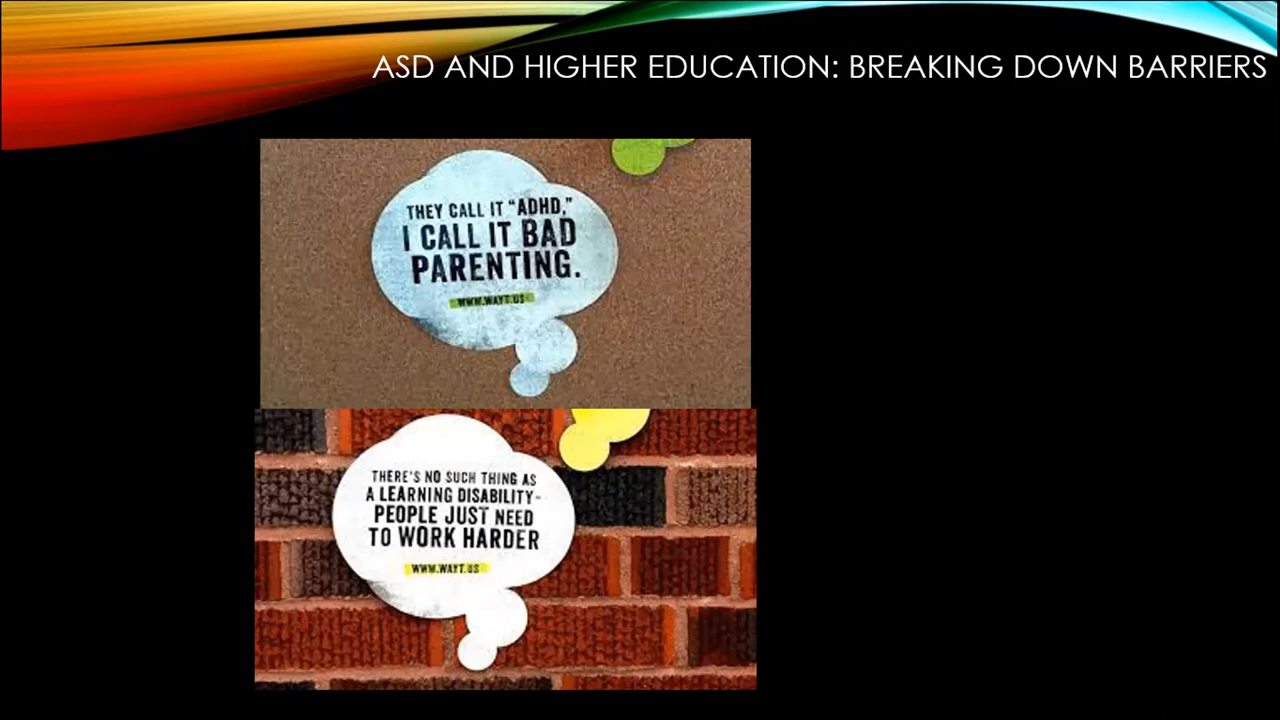 ASD AND HIGHER EDUCATION: BREAKING DOWN BARRIERS
THEY CALL IT “ADHD,”
I CALL IT BAD
PARENTING.
WWW.WAYT.US
THERE'S NO SUCH THING AS
A LEARNING DISABILITY-
PEOPLE JUST NEED
TO WORK HARDER
WWW.WAYT.US